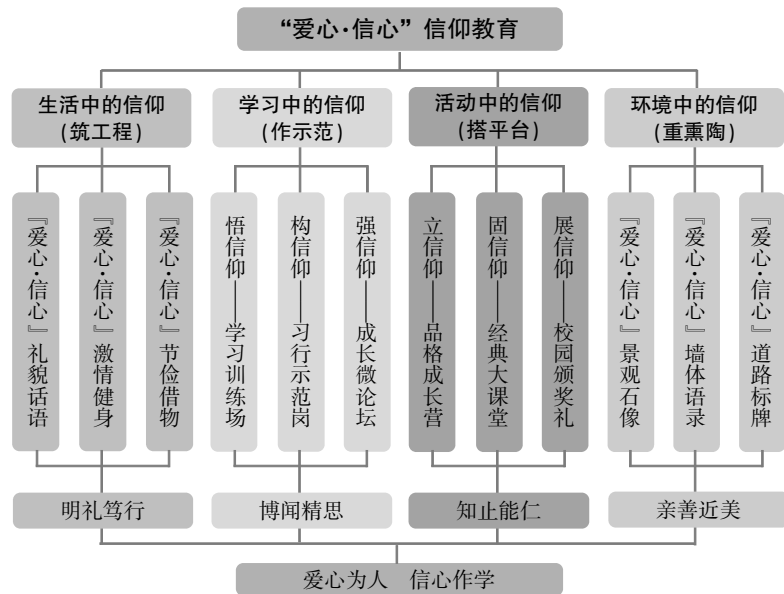 “爱心·信心”信仰教育
生活中的信仰
(筑工程)
学习中的信仰
(作示范)
活动中的信仰
(搭平台)
环境中的信仰
(重熏陶)
『爱心·信心』礼貌话语
『爱心·信心』激情健身
『爱心·信心』节俭借物
悟信仰——学习训练场
构信仰——习行示范岗
强信仰——成长微论坛
立信仰——品格成长营
固信仰——经典大课堂
展信仰——校园颁奖礼
『爱心·信心』景观石像
『爱心·信心』墙体语录
『爱心·信心』道路标牌
明礼笃行
博闻精思
知止能仁
亲善近美
爱心为人 信心作学